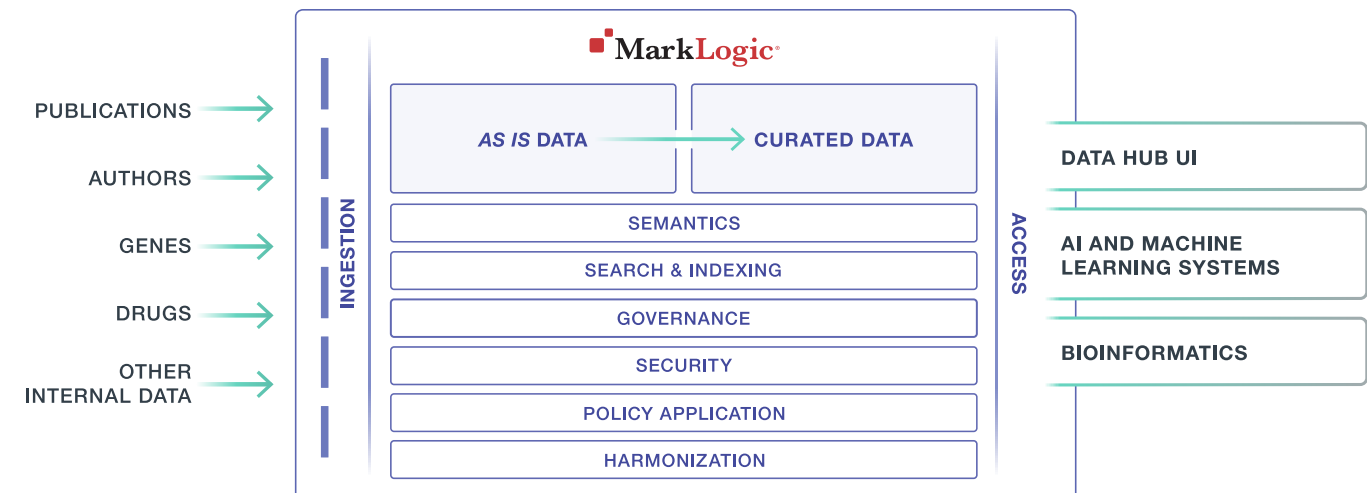 MarkLogic
PUBLICATIONS
AUTHORS
GENES
DRUGS
OTHER
INTERNAL DATA
INGESTION
AS IS DATA
CURATED DATA
SEMANTICS
SEARCH & INDEXING
GOVERNANCE
SECURITY
POLICY APPLICATION
HARMONIZATION
ACCESS
DATA HUB UI
AI AND MACHINE
LEARNING SYSTEMS
BIOINFORMATICS